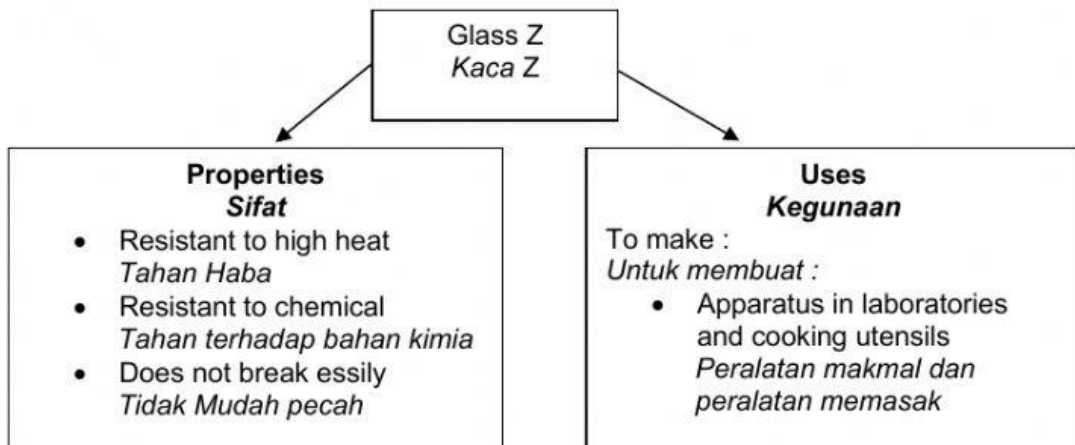 Glass Z
Kaca Z
Properties
Sifat
• Resistant to high heat
Tahan Haba
• Resistant to chemical
Tahan terhadap bahan kimia
• Does not break essily
Tidak Mudah pecah
Uses
Kegunaan
To make :
Untuk membuat :
• Apparatus in laboratories
and cooking utensils
Peralatan makmal dan
peralatan memasak